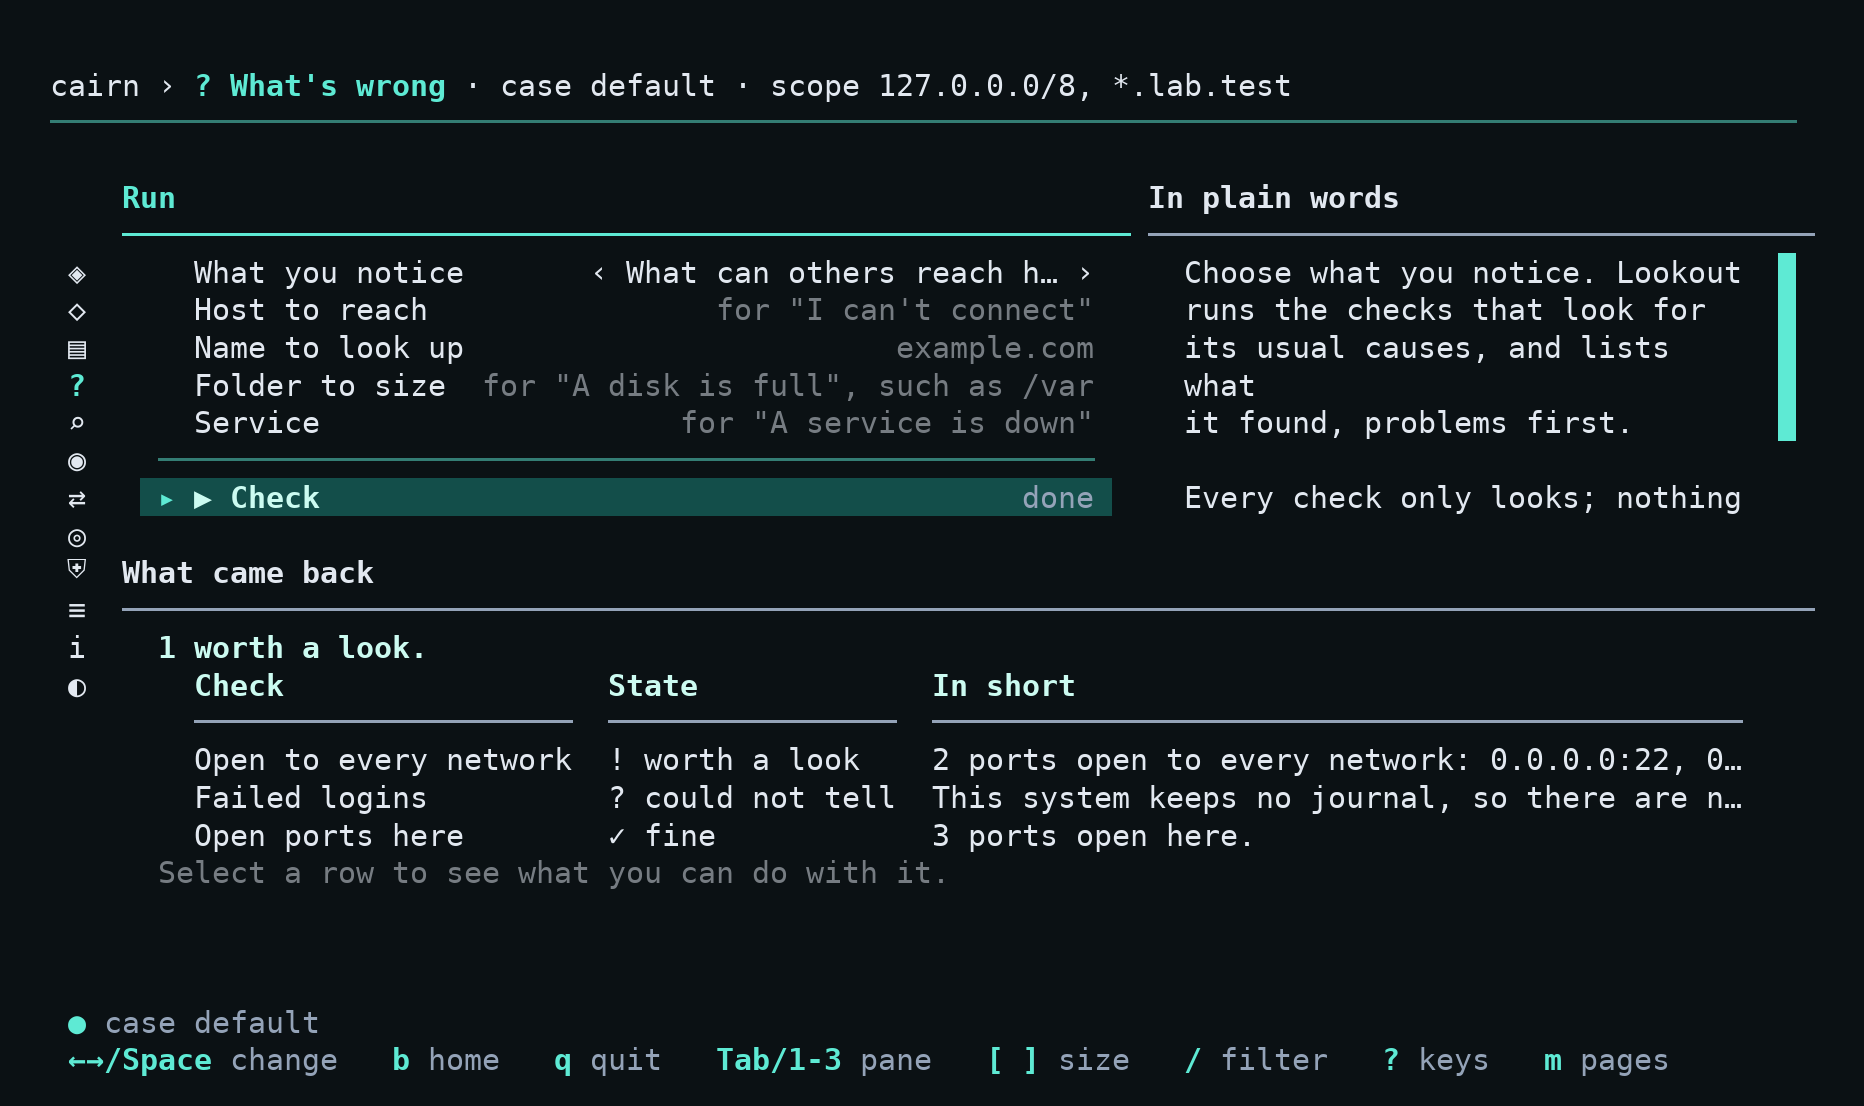 cairn › ? What's wrong · case default · scope 127.0.0.0/8, *.lab.test
Run
What you notice ‹ What can others reach h… ›
Host to reach for "I can't connect"
Name to look up example.com
Folder to size for "A disk is full", such as /var
Service for "A service is down"
▸ ▶ Check done
In plain words
Choose what you notice. Lookout
runs the checks that look for
its usual causes, and lists
what
it found, problems first.
Every check only looks; nothing
?
i
What came back
1 worth a look.
Check State In short
Open to every network ! worth a look 2 ports open to every network: 0.0.0.0:22, 0…
Failed logins ? could not tell This system keeps no journal, so there are n…
Open ports here ✓ fine 3 ports open here.
Select a row to see what you can do with it.
● case default
←→/Space change b home q quit Tab/1-3 pane [ ] size / filter ? keys m pages